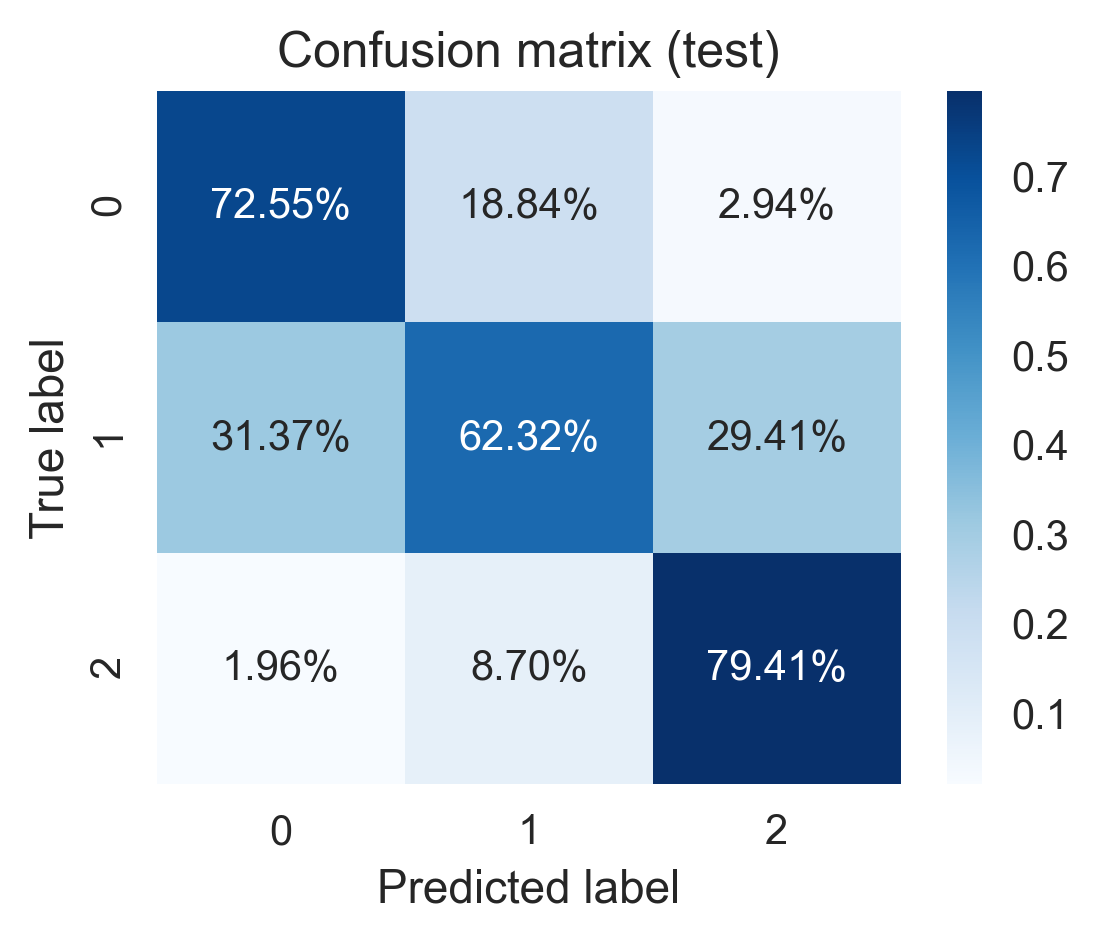 Confusion matrix (test)
True label
0
72.55% 18.84% 2.94%
1
31.37% 62.32% 29.41%
2
1.96% 8.70% 79.41%
0 1 2
Predicted label
0.7
0.6
0.5
0.4
0.3
0.2
0.1